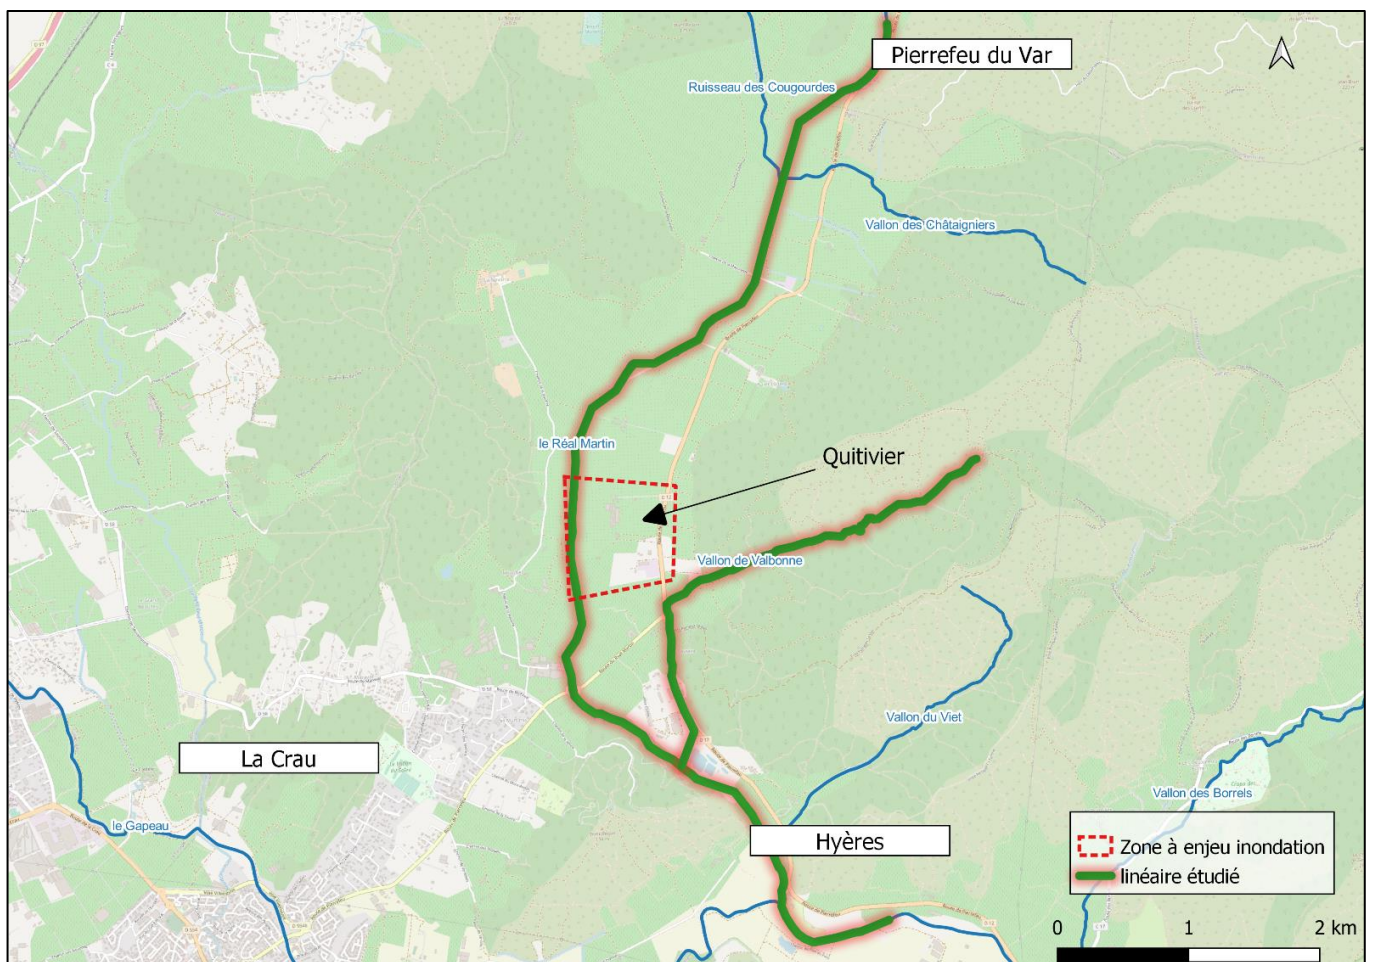 Pierrefeu du Var
Ruisseau des Cougourdes
Vallon des Châtaigniers
le Réal Martin
Quitivier
Vallon de Valbonne
Vallon du Viet
La Crau
Vallon des Borrels
le Gapeau
Hyères
Zone à enjeu inondation
linéaire étudié
0 1 2 km